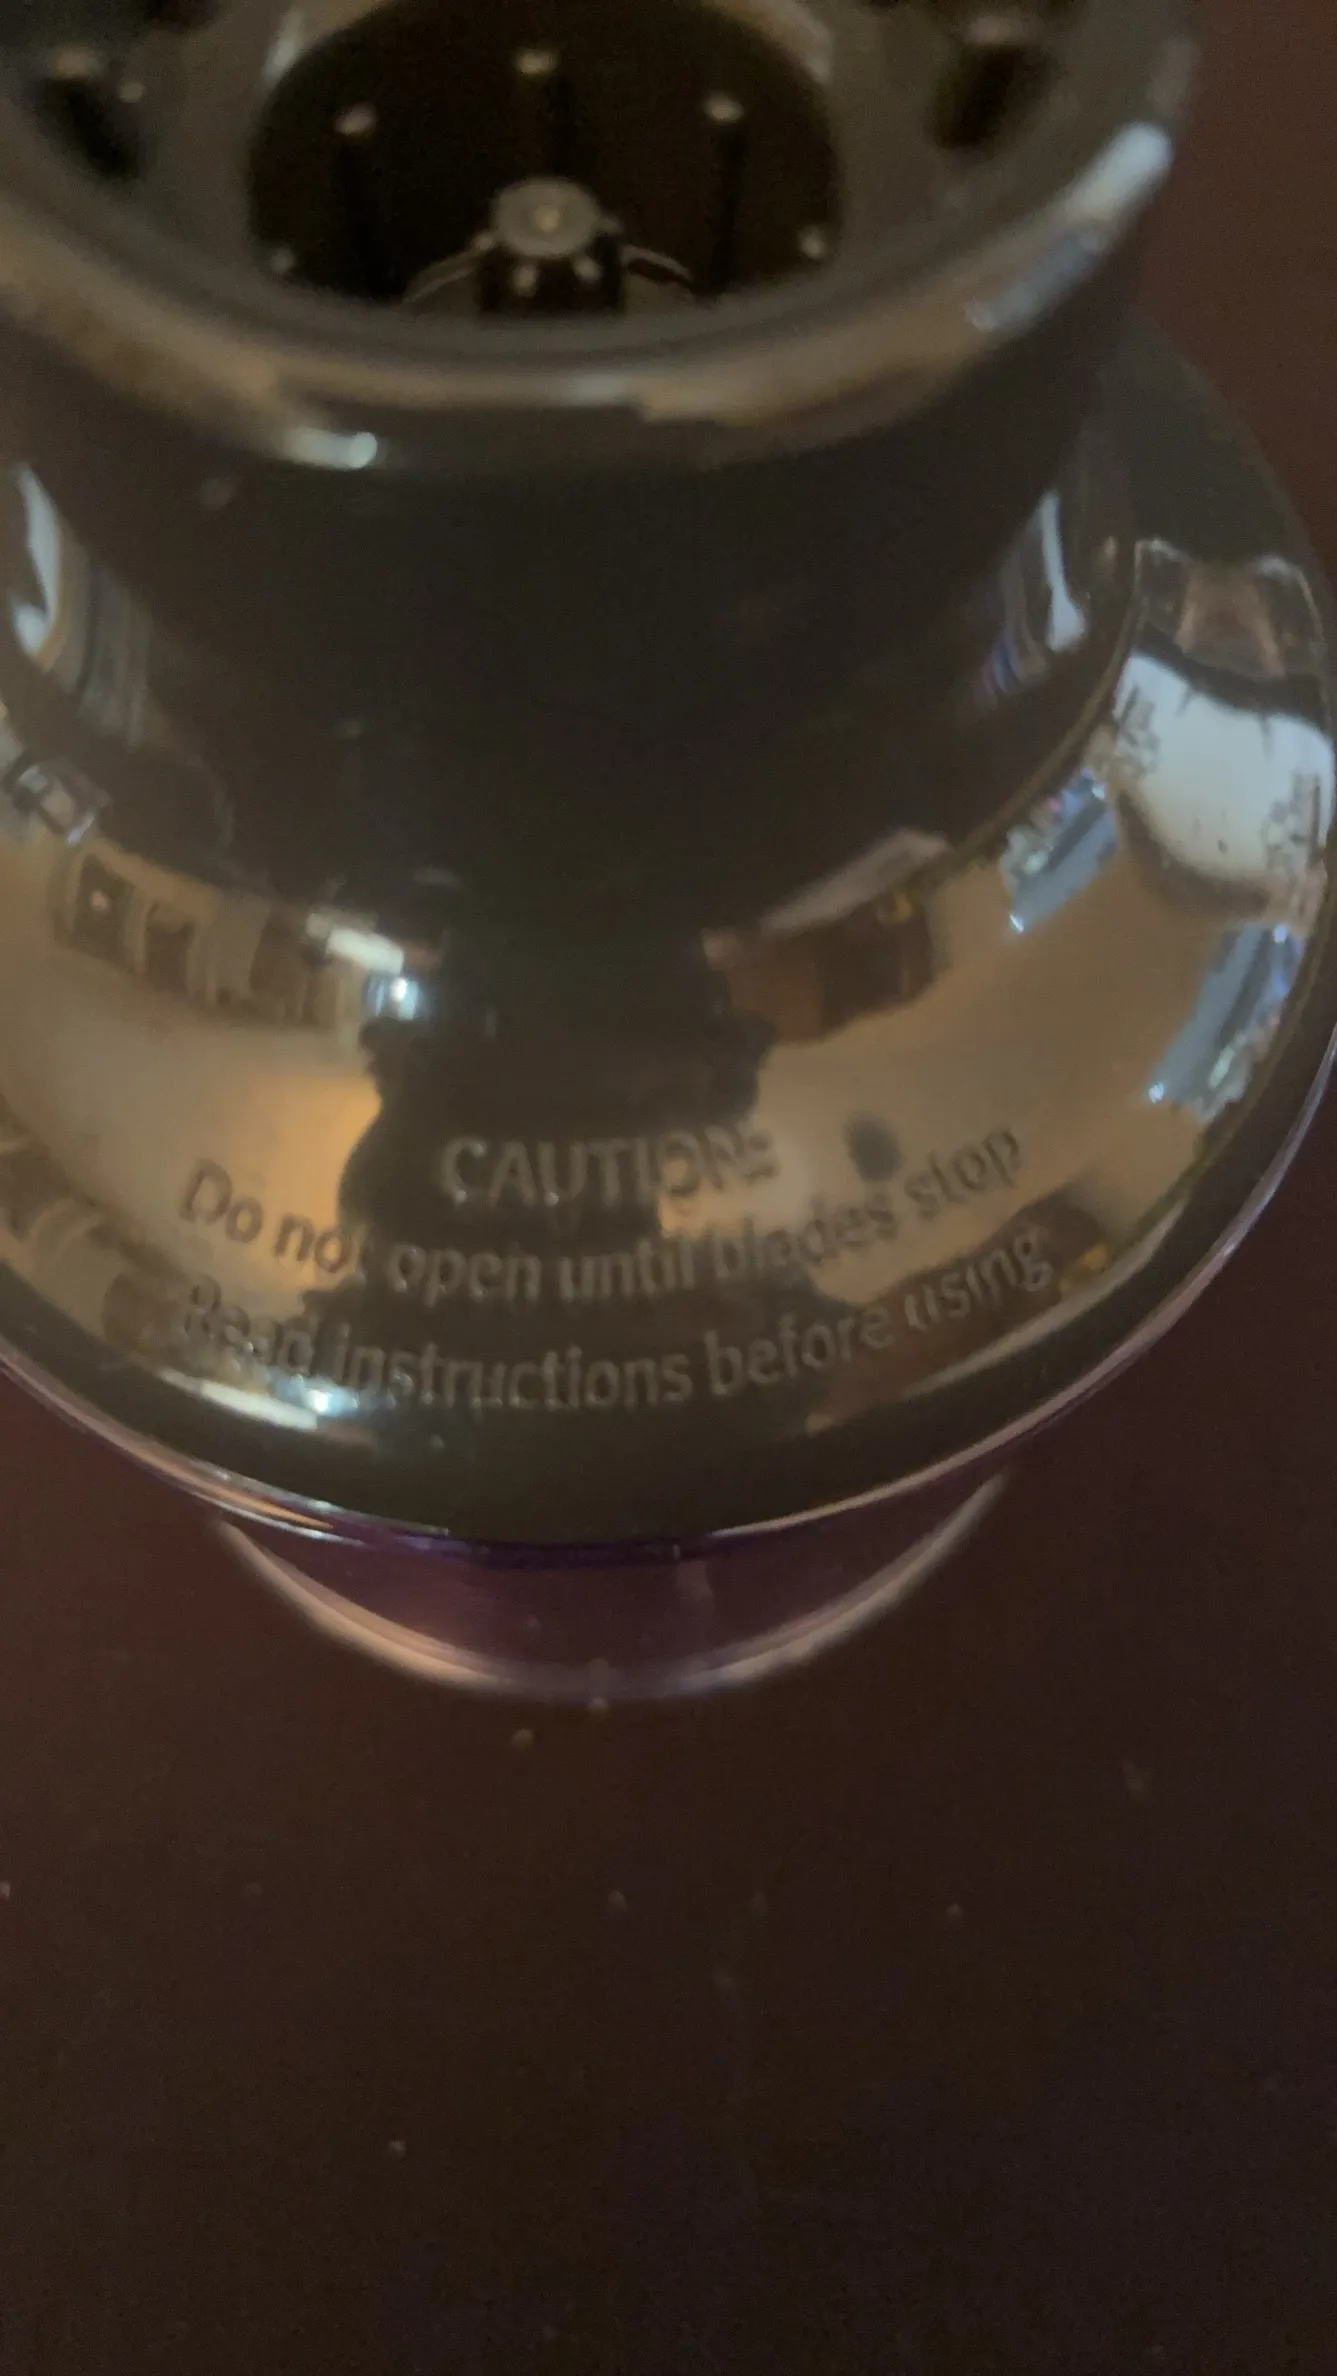 CAUTION:
Do not open until blades stop
Read instructions before using